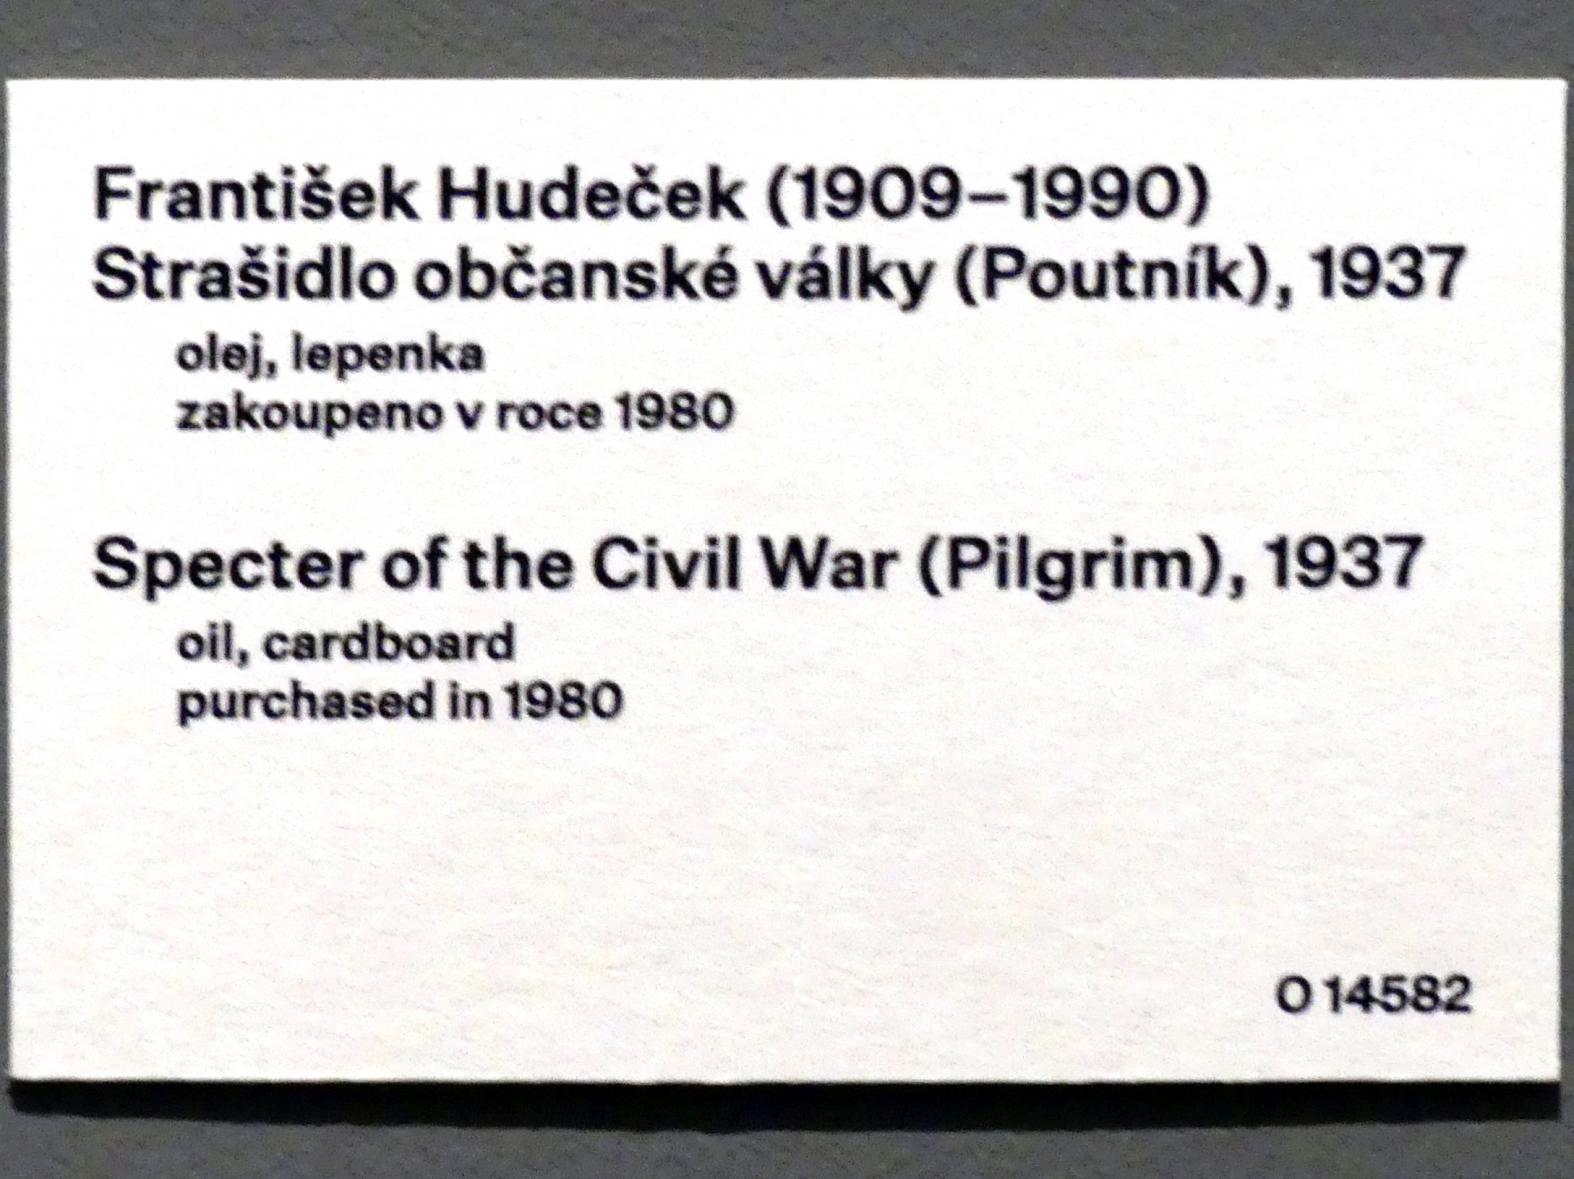 František Hudeček (1909–1990)
Strašidlo občanské války (Poutník), 1937
olej, lepenka
zakoupeno v roce 1980
Specter of the Civil War (Pilgrim), 1937
oil, cardboard
purchased in 1980
O 14582